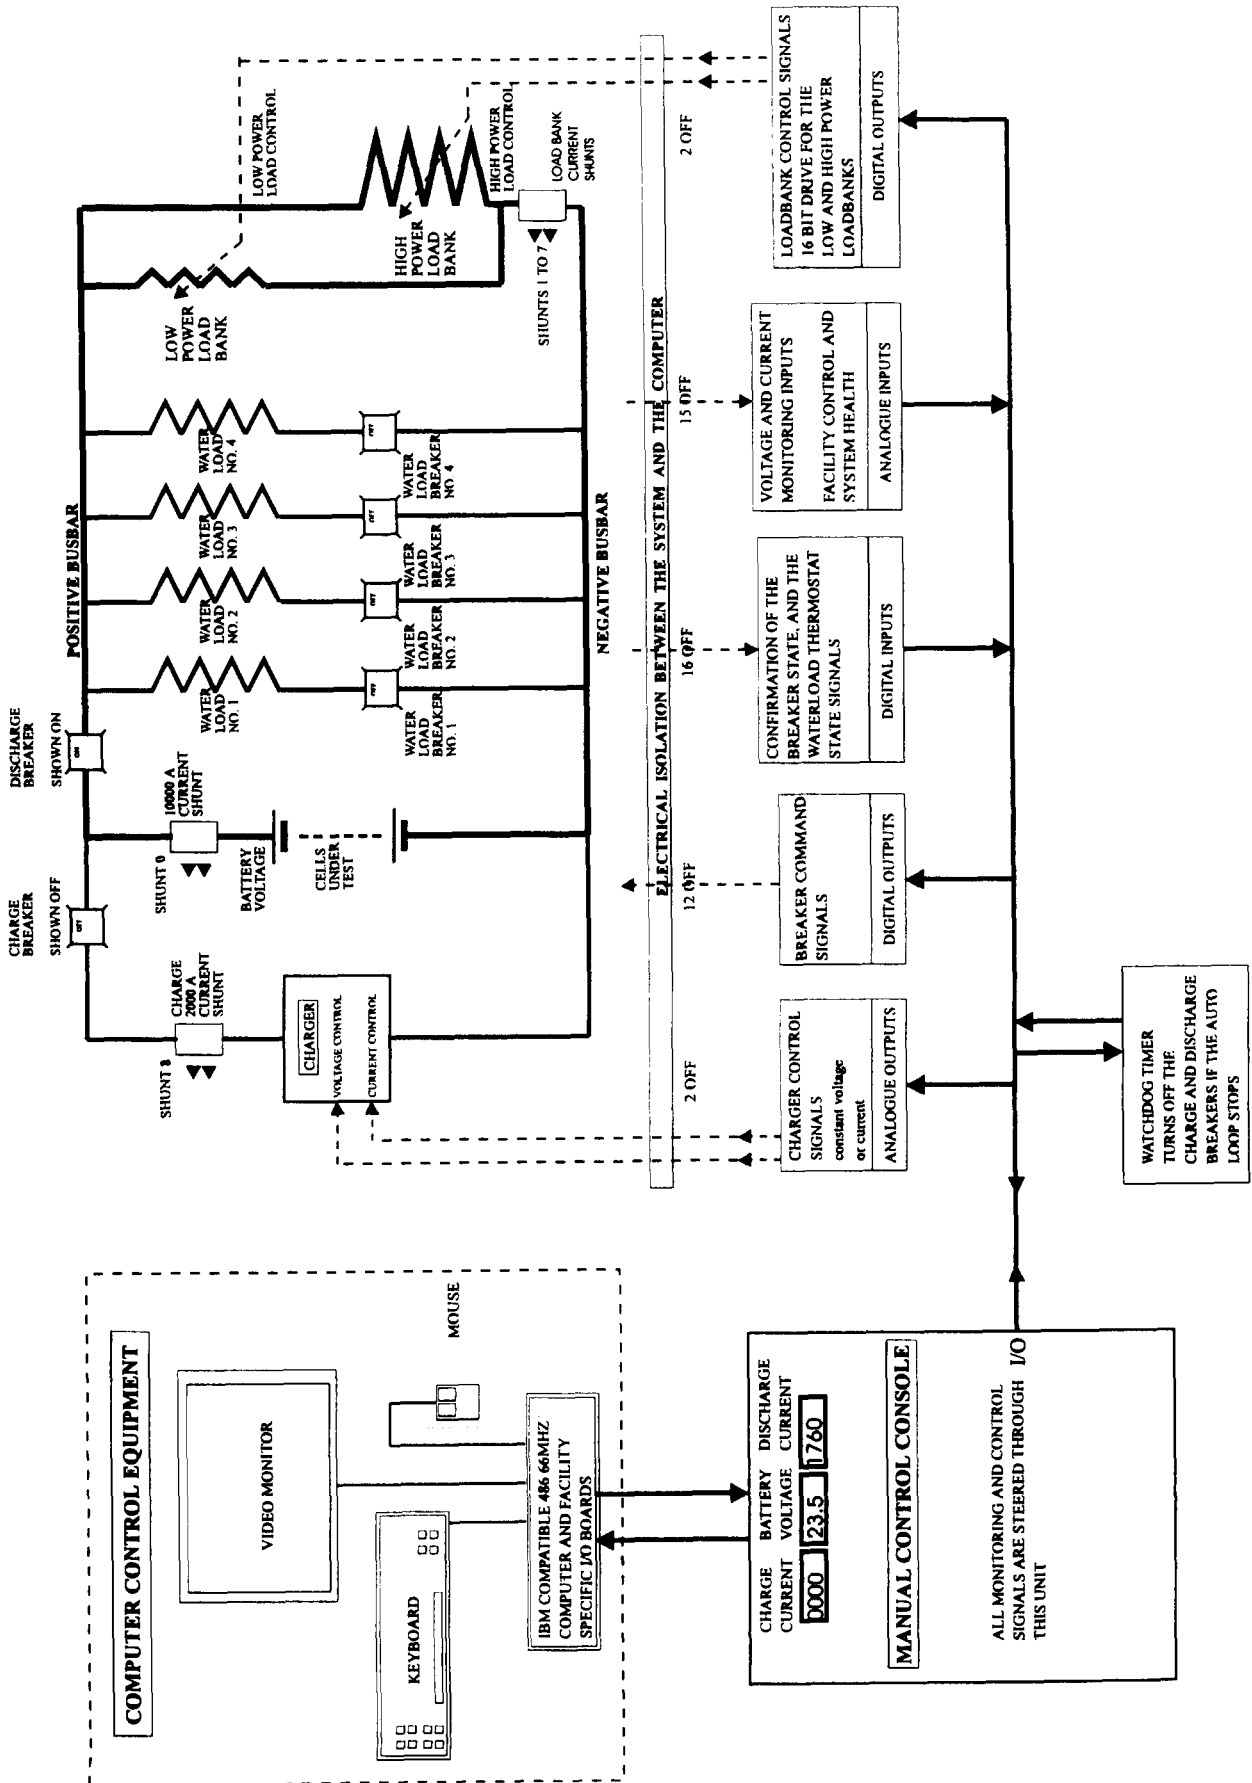 COMPUTER CONTROL EQUIPMENT
VIDEO MONITOR
KEYBOARD
MOUSE
IBM COMPATIBLE 486 66MHZ
COMPUTER AND FACILITY
SPECIFIC I/O BOARDS
CHARGE
CURRENT
0000
BATTERY
VOLTAGE
23.5
DISCHARGE
CURRENT
1760
MANUAL CONTROL CONSOLE
ALL MONITORING AND CONTROL
SIGNALS ARE STEERED THROUGH
THIS UNIT
I/O
CHARGE
BREAKER
SHOWN OFF
OFF
DISCHARGE
BREAKER
SHOWN ON
ON
SHUNT 8
CHARGE
2000 A
CURRENT
SHUNT
CHARGER
VOLTAGE CONTROL
CURRENT CONTROL
SHUNT 0
10000 A
CURRENT
SHUNT
BATTERY
VOLTAGE
CELLS
UNDER
TEST
POSITIVE BUSBAR
WATER
LOAD
NO. 1
WATER
LOAD
NO. 2
WATER
LOAD
NO. 3
WATER
LOAD
NO. 4
OFF
OFF
OFF
OFF
WATER
LOAD
BREAKER
NO. 1
WATER
LOAD
BREAKER
NO. 2
WATER
LOAD
BREAKER
NO. 3
WATER
LOAD
BREAKER
NO. 4
NEGATIVE BUSBAR
LOW
POWER
LOAD
BANK
LOW POWER
LOAD CONTROL
HIGH
POWER
LOAD
BANK
HIGH POWER
LOAD CONTROL
SHUNTS 1 TO 7
LOAD BANK
CURRENT
SHUNTS
ELECTRICAL ISOLATION BETWEEN THE SYSTEM AND THE COMPUTER
2 OFF
12 OFF
16 OFF
15 OFF
2 OFF
CHARGER CONTROL
SIGNALS
constant voltage
or current
ANALOGUE OUTPUTS
BREAKER COMMAND
SIGNALS
DIGITAL OUTPUTS
CONFIRMATION OF THE
BREAKER STATE, AND THE
WATERLOAD THERMOSTAT
STATE SIGNALS
DIGITAL INPUTS
VOLTAGE AND CURRENT
MONITORING INPUTS
FACILITY CONTROL AND
SYSTEM HEALTH
ANALOGUE INPUTS
LOADBANK CONTROL SIGNALS
16 BIT DRIVE FOR THE
LOW AND HIGH POWER
LOADBANKS
DIGITAL OUTPUTS
WATCHDOG TIMER
TURNS OFF THE
CHARGE AND DISCHARGE
BREAKERS IF THE AUTO
LOOP STOPS